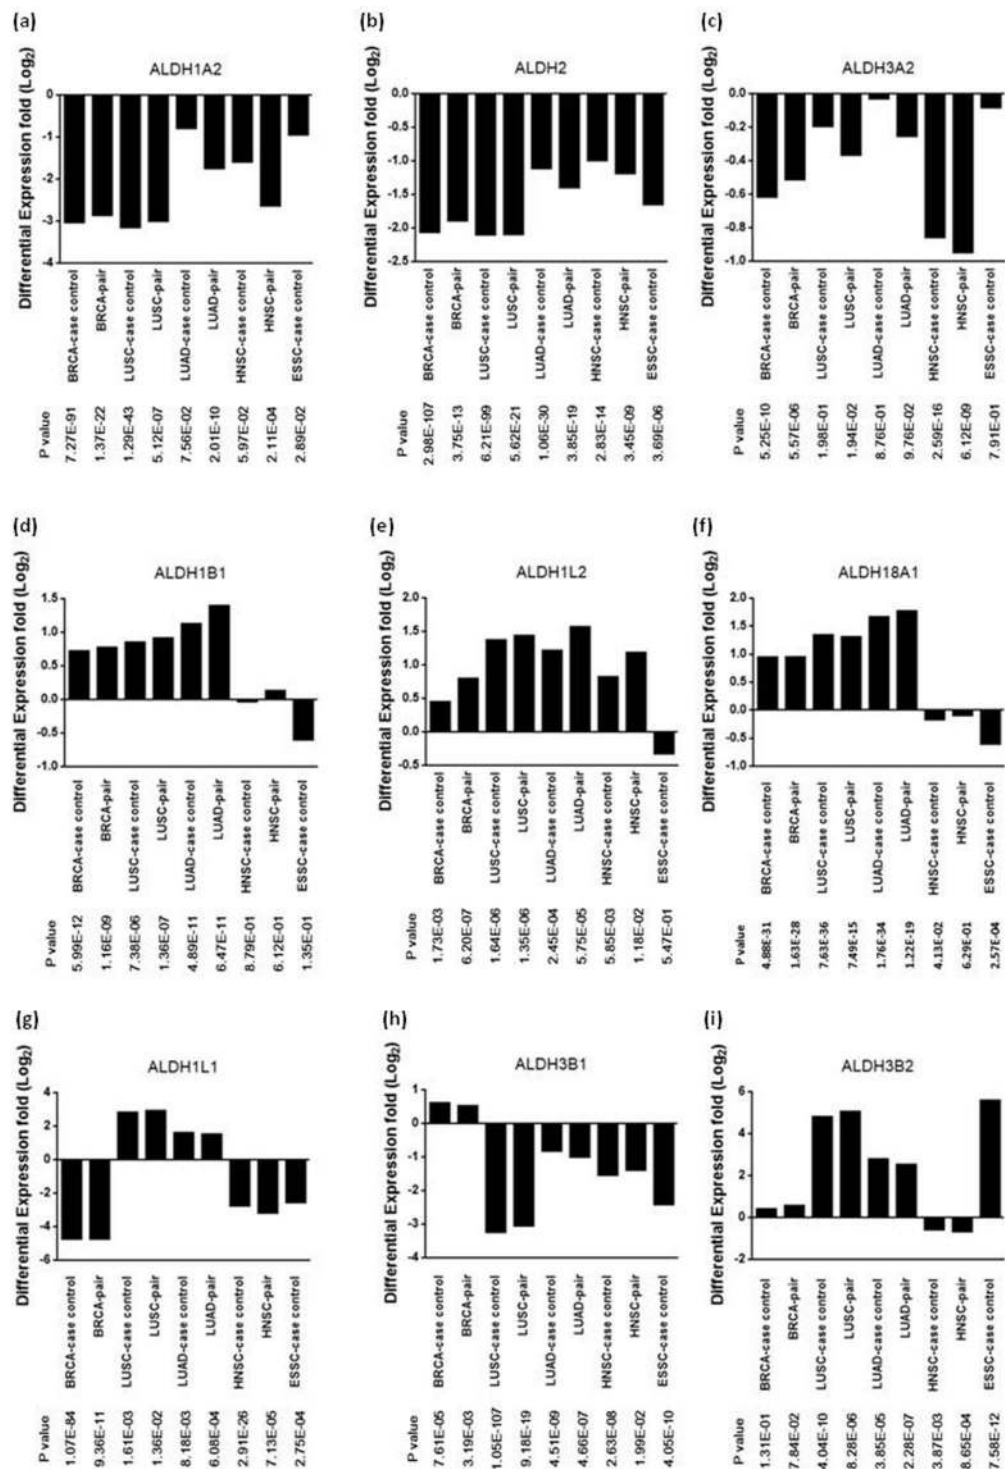 (a)
ALDH1A2
Differential Expression fold (Log2)
0
-1
-2
-3
-4
BRCA-case control
BRCA-pair
LUSC-case control
LUSC-pair
LUAD-case control
LUAD-pair
HNSC-case control
HNSC-pair
ESSC-case control
P value
7.27E-91
1.37E-22
1.29E-43
5.12E-07
7.56E-02
2.01E-10
5.97E-02
2.11E-04
2.89E-02
(b)
ALDH2
Differential Expression fold (Log2)
0.0
-0.5
-1.0
-1.5
-2.0
-2.5
BRCA-case control
BRCA-pair
LUSC-case control
LUSC-pair
LUAD-case control
LUAD-pair
HNSC-case control
HNSC-pair
ESSC-case control
P value
2.98E-107
3.75E-13
6.21E-99
5.62E-21
1.06E-30
3.85E-19
2.83E-14
3.45E-09
3.69E-06
(c)
ALDH3A2
Differential Expression fold (Log2)
0.0
-0.2
-0.4
-0.6
-0.8
-1.0
BRCA-case control
BRCA-pair
LUSC-case control
LUSC-pair
LUAD-case control
LUAD-pair
HNSC-case control
HNSC-pair
ESSC-case control
P value
5.25E-10
5.57E-06
1.98E-01
1.94E-02
8.76E-01
9.76E-02
2.59E-16
6.12E-09
7.91E-01
(d)
ALDH1B1
Differential Expression fold (Log2)
1.5
1.0
0.5
0.0
-0.5
-1.0
BRCA-case control
BRCA-pair
LUSC-case control
LUSC-pair
LUAD-case control
LUAD-pair
HNSC-case control
HNSC-pair
ESSC-case control
P value
5.99E-12
1.16E-09
7.38E-06
1.36E-07
4.89E-11
6.47E-11
8.79E-01
6.12E-01
1.35E-01
(e)
ALDH1L2
Differential Expression fold (Log2)
2.0
1.5
1.0
0.5
0.0
-0.5
BRCA-case control
BRCA-pair
LUSC-case control
LUSC-pair
LUAD-case control
LUAD-pair
HNSC-case control
HNSC-pair
ESSC-case control
P value
1.73E-03
6.20E-07
1.64E-06
1.35E-06
2.45E-04
5.75E-05
5.85E-03
1.18E-02
5.47E-01
(f)
ALDH18A1
Differential Expression fold (Log2)
2.0
1.5
1.0
0.5
0.0
-0.5
-1.0
BRCA-case control
BRCA-pair
LUSC-case control
LUSC-pair
LUAD-case control
LUAD-pair
HNSC-case control
HNSC-pair
ESSC-case control
P value
4.88E-31
1.63E-28
7.63E-36
7.49E-15
1.76E-34
1.22E-19
4.13E-02
6.29E-01
2.57E-04
(g)
ALDH1L1
Differential Expression fold (Log2)
4
2
0
-2
-4
-6
BRCA-case control
BRCA-pair
LUSC-case control
LUSC-pair
LUAD-case control
LUAD-pair
HNSC-case control
HNSC-pair
ESSC-case control
P value
1.07E-84
9.36E-11
1.61E-03
1.36E-02
8.18E-03
6.08E-04
2.91E-26
7.13E-05
2.75E-04
(h)
ALDH3B1
Differential Expression fold (Log2)
1
0
-1
-2
-3
-4
BRCA-case control
BRCA-pair
LUSC-case control
LUSC-pair
LUAD-case control
LUAD-pair
HNSC-case control
HNSC-pair
ESSC-case control
P value
7.61E-05
3.19E-03
1.05E-107
9.18E-19
4.51E-09
4.66E-07
2.63E-08
1.99E-02
4.05E-10
(i)
ALDH3B2
Differential Expression fold (Log2)
6
4
2
0
-2
BRCA-case control
BRCA-pair
LUSC-case control
LUSC-pair
LUAD-case control
LUAD-pair
HNSC-case control
HNSC-pair
ESSC-case control
P value
1.31E-01
7.84E-02
4.04E-10
8.28E-06
3.85E-05
2.28E-07
3.87E-03
8.65E-04
7.58E-12